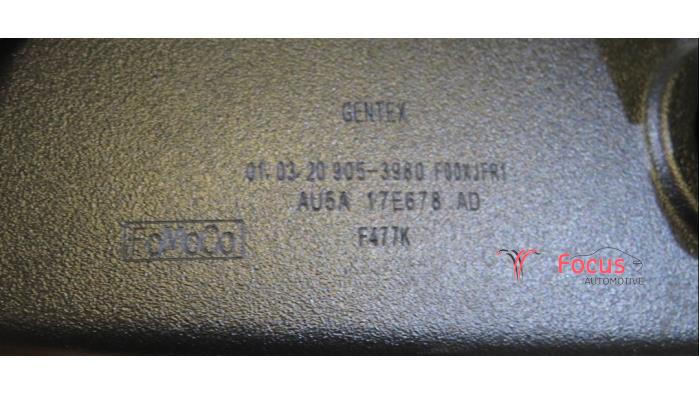 GENTEX
01.03.20 905-3980 F00XJFR1
AU5A 17E678 AD
FoMoCo
F477K
Focus
AUTOMOTIVE